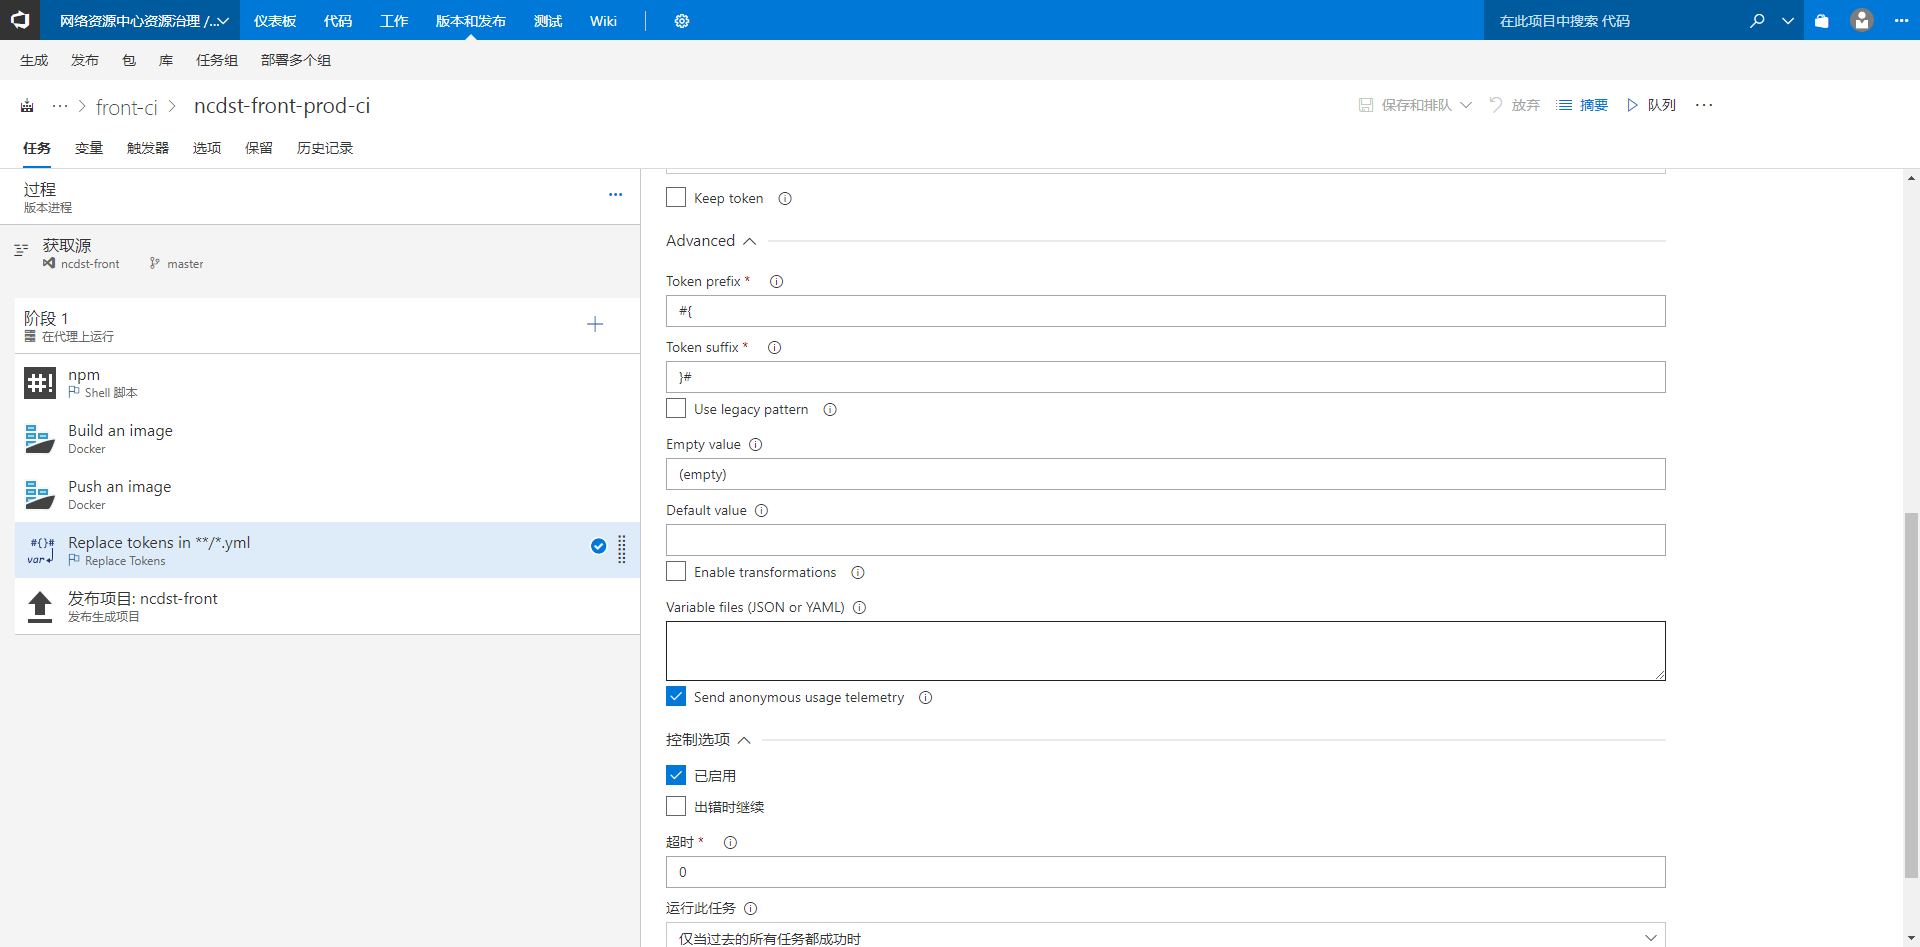 网络资源中心资源治理 /... 仪表板 代码 工作 版本和发布 测试 Wiki 在此项目中搜索 代码
生成 发布 包 库 任务组 部署多个组
... > front-ci > ncdst-front-prod-ci 保存和排队 放弃 摘要 队列 ...
任务 变量 触发器 选项 保留 历史记录
过程
版本进程
...
获取源
ncdst-front master
阶段 1
在代理上运行
npm
Shell 脚本
Build an image
Docker
Push an image
Docker
#{}#
var
Replace tokens in **/*.yml
Replace Tokens
发布项目: ncdst-front
发布生成项目
Keep token
Advanced
Token prefix *
#{
Token suffix *
}#
Use legacy pattern
Empty value
(empty)
Default value
Enable transformations
Variable files (JSON or YAML)
Send anonymous usage telemetry
控制选项
已启用
出错时继续
超时 *
0
运行此任务
仅当过去的所有任务都成功时